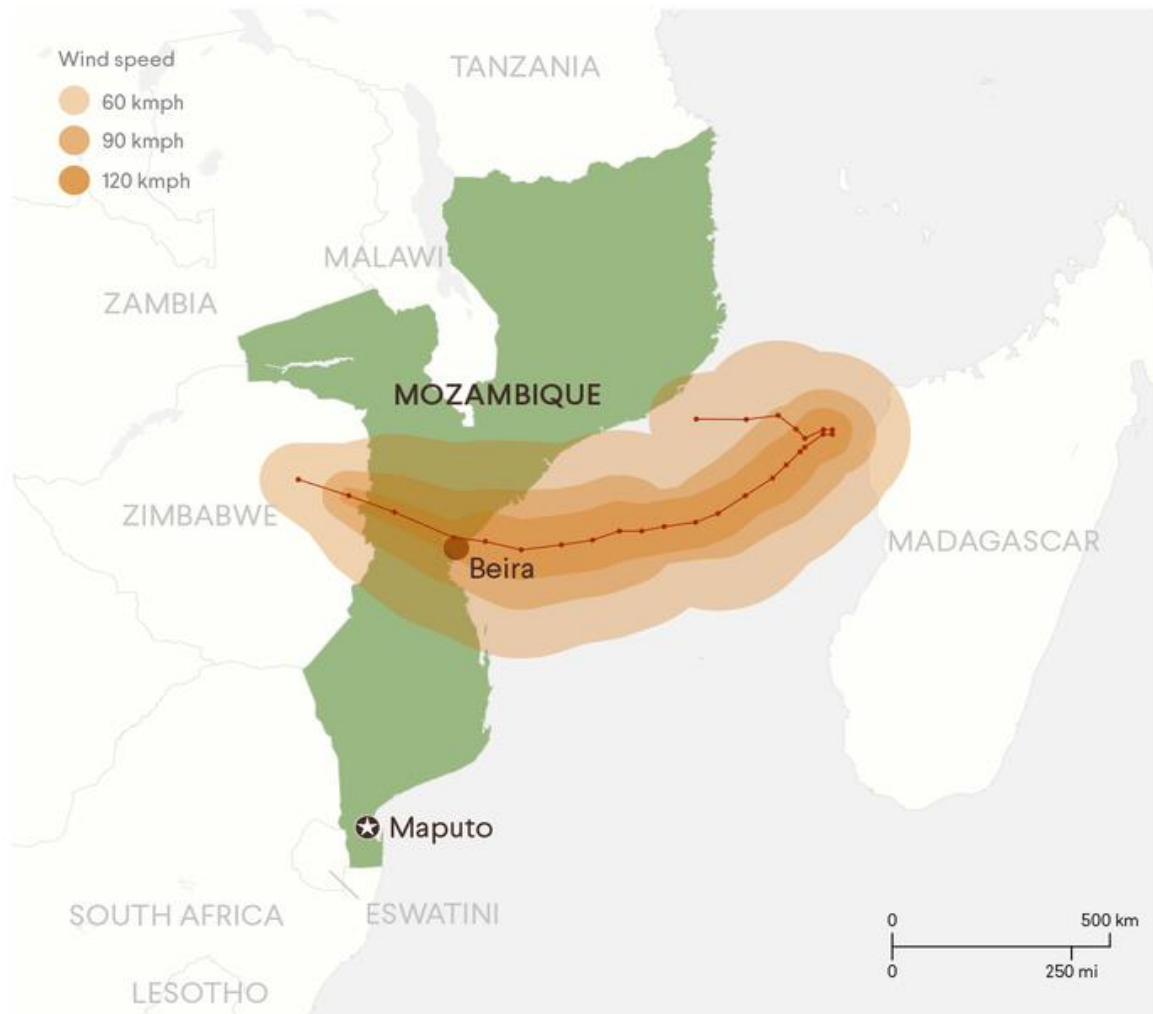 Wind speed
60 kmph
90 kmph
120 kmph
TANZANIA
MALAWI
ZAMBIA
MOZAMBIQUE
ZIMBABWE
Beira
MADAGASCAR
Maputo
SOUTH AFRICA
ESWATINI
LESOTHO
0 500 km
0 250 mi